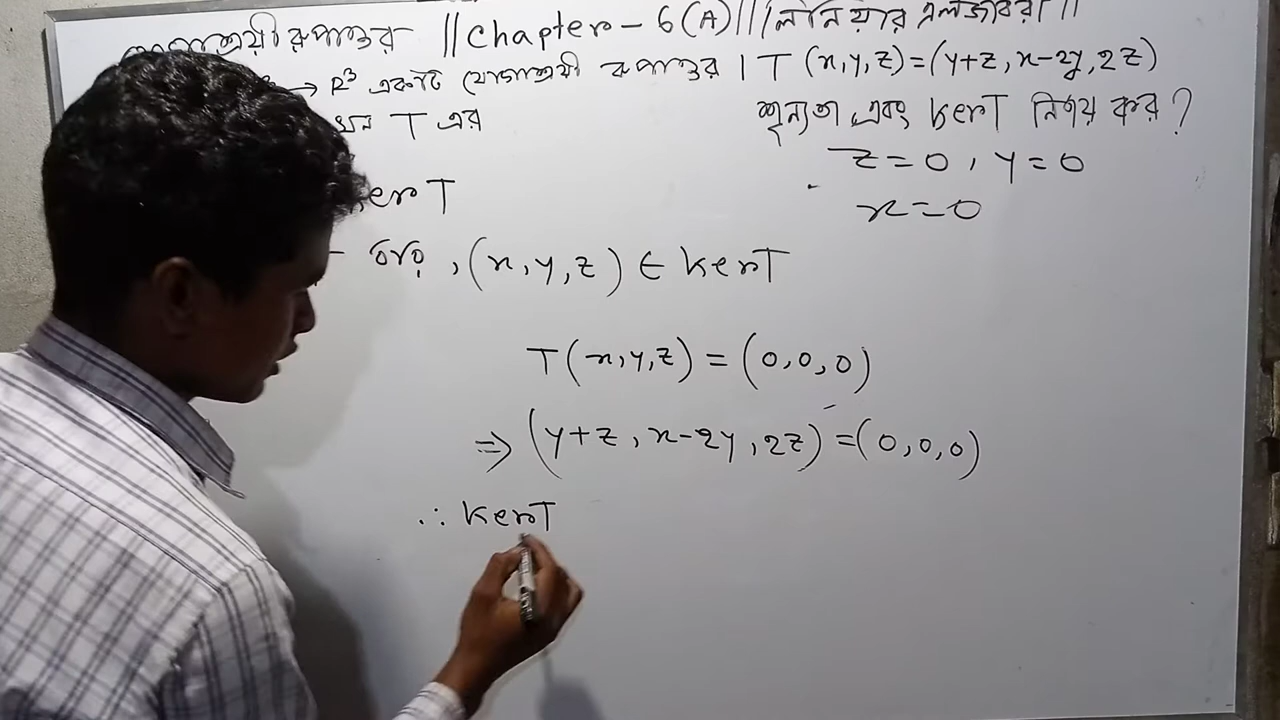 রূপান্তর || Chapter - 6 (A) || লিনিয়ার এলজাবরা ||
→ R³ একটি যোগাশ্রয়ী রূপান্তর । T (x,y,z)=(y+z, x-2y, 2z)
T এর শূন্যতা এবং KerT নির্ণয় কর ?
z=0, y=0
x=0
KerT
ধরি, (x,y,z) ∈ KerT
T(x,y,z) = (0,0,0)
⇒ (y+z, x-2y, 2z) =(0,0,0)
∴ KerT